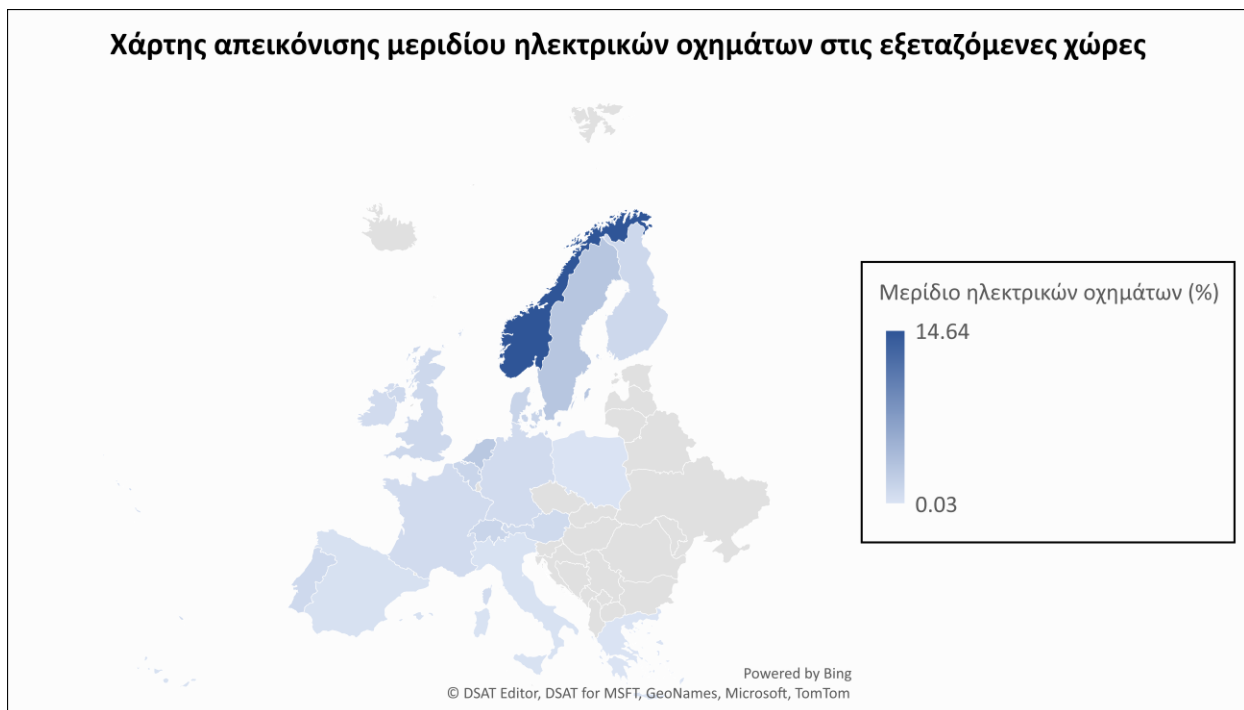 Χάρτης απεικόνισης μεριδίου ηλεκτρικών οχημάτων στις εξεταζόμενες χώρες
Μερίδιο ηλεκτρικών οχημάτων (%)
14.64
0.03
Powered by Bing
© DSAT Editor, DSAT for MSFT, GeoNames, Microsoft, TomTom